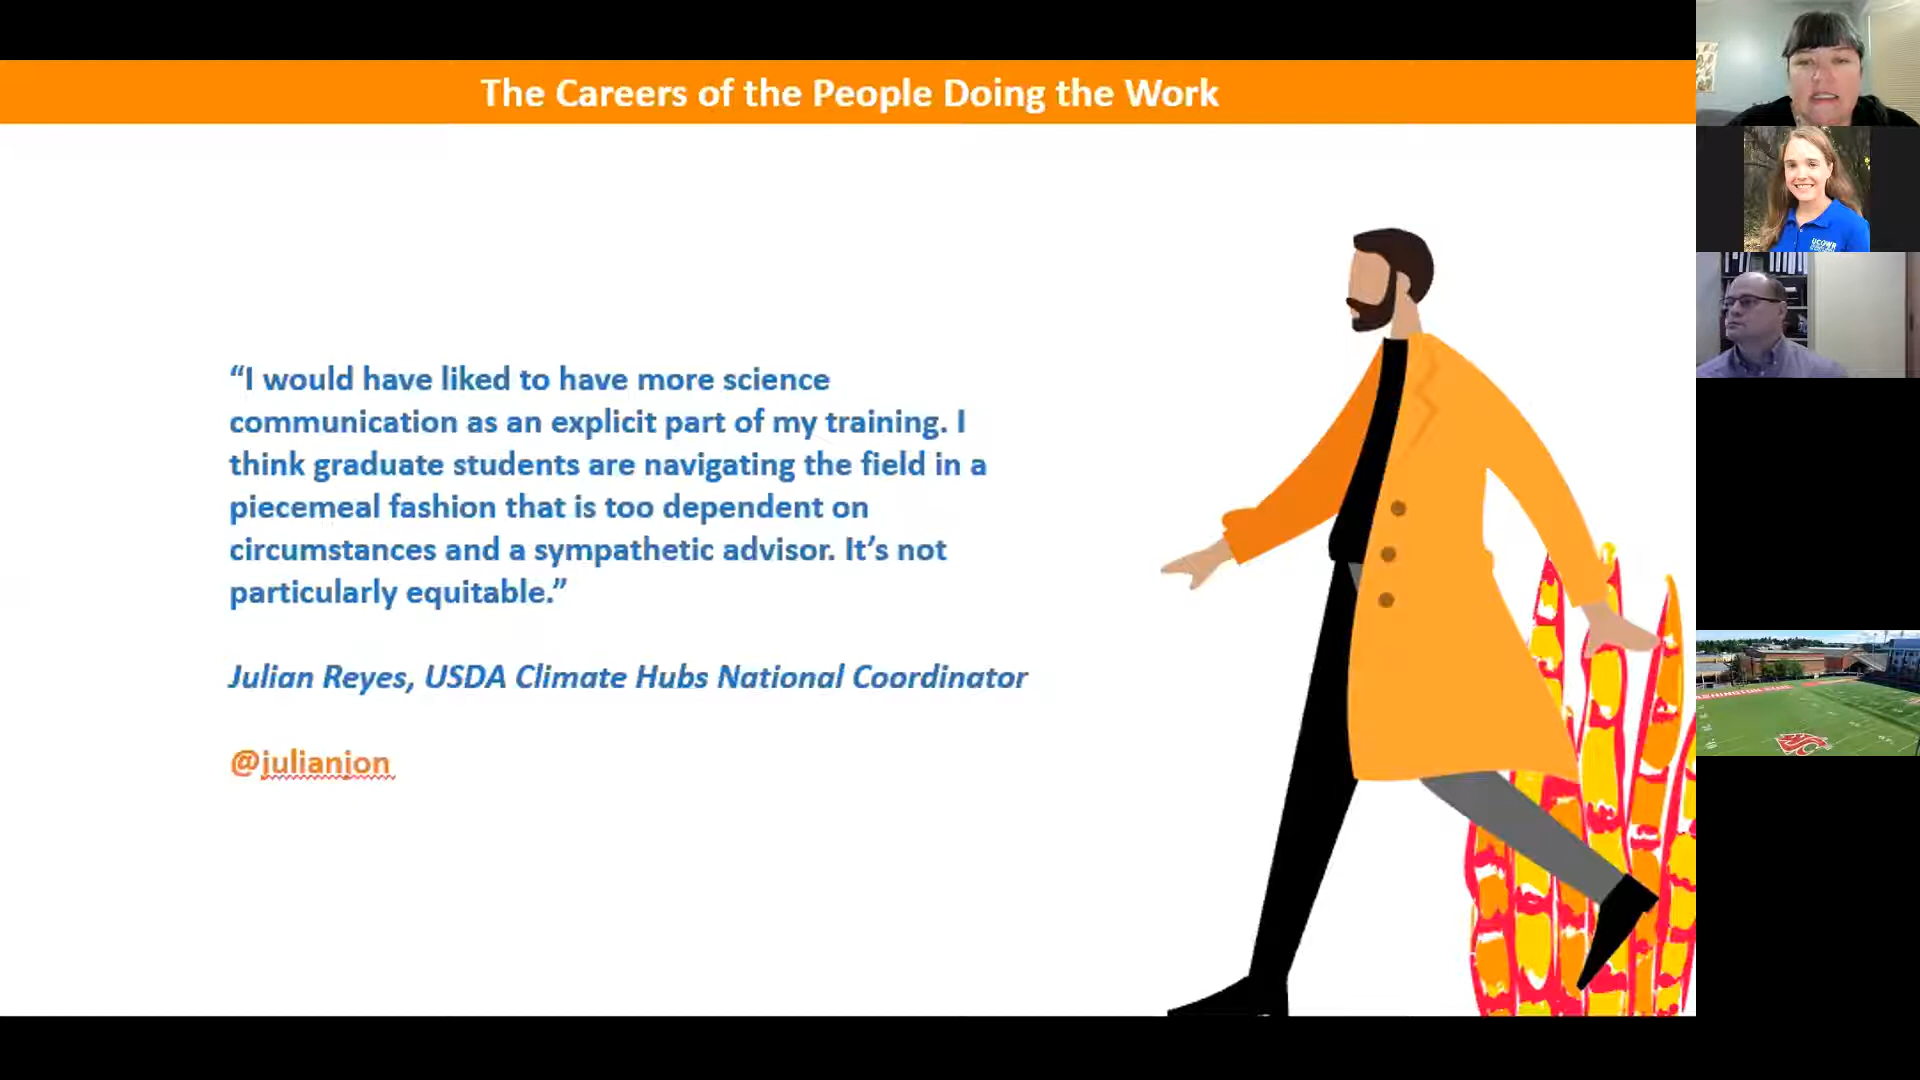 The Careers of the People Doing the Work
“I would have liked to have more science
communication as an explicit part of my training. I
think graduate students are navigating the field in a
piecemeal fashion that is too dependent on
circumstances and a sympathetic advisor. It’s not
particularly equitable.”
Julian Reyes, USDA Climate Hubs National Coordinator
@julianjon
UCOWR